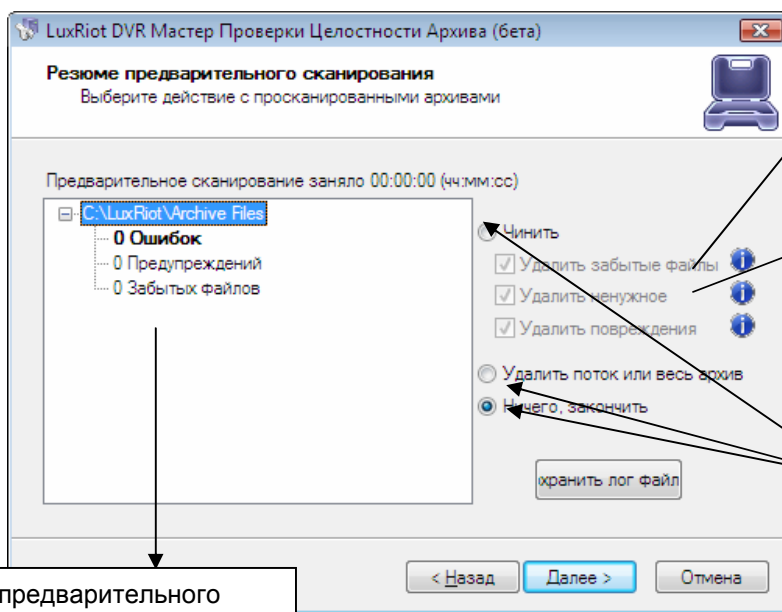 LuxRiot DVR Мастер Проверки Целостности Архива (бета)
Резюме предварительного сканирования
Выберите действие с просканированными архивами
Предварительное сканирование заняло 00:00:00 (чч:мм:сс)
C:\LuxRiot\Archive Files
0 Ошибок
0 Предупреждений
0 Забытых файлов
Чинить
Удалить забытые файлы
Удалить ненужное
Удалить повреждения
Удалить поток или весь архив
Ничего, закончить
охранить лог файл
< Назад
Далее >
Отмена
предварительного